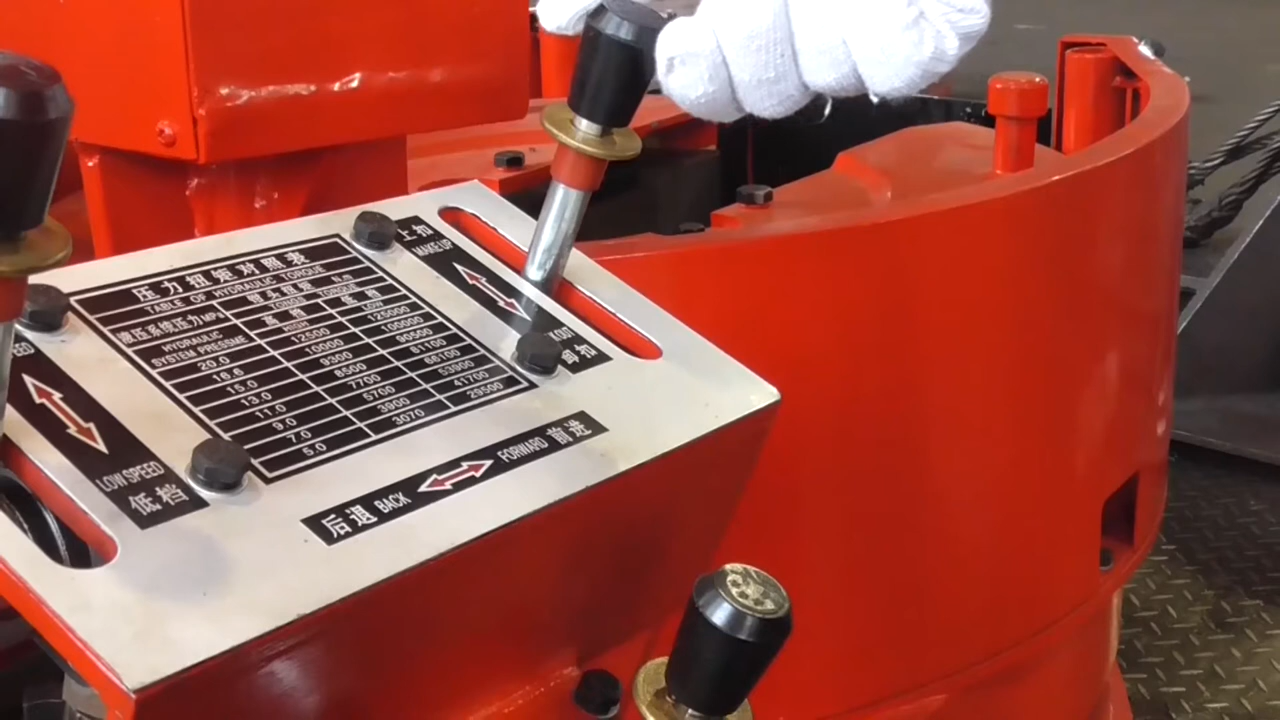 压力扭矩对照表
TABLE OF HYDRAULIC TORQUE
液压系统压力MPa
HYDRAULIC
SYSTEM PRESSME
钳头扭矩 N.m
TONGS TORQUE
高档 低档
HIGH LOW
20.0 12500 125000
16.6 10000 100000
15.0 9300 90500
13.0 8500 81100
11.0 7700 66100
9.0 5700 53900
7.0 3900 41700
5.0 3070 29500
上扣
MAKE UP
KOUT
卸扣
EED
LOW SPEED
低档
后退 BACK FORWARD 前进